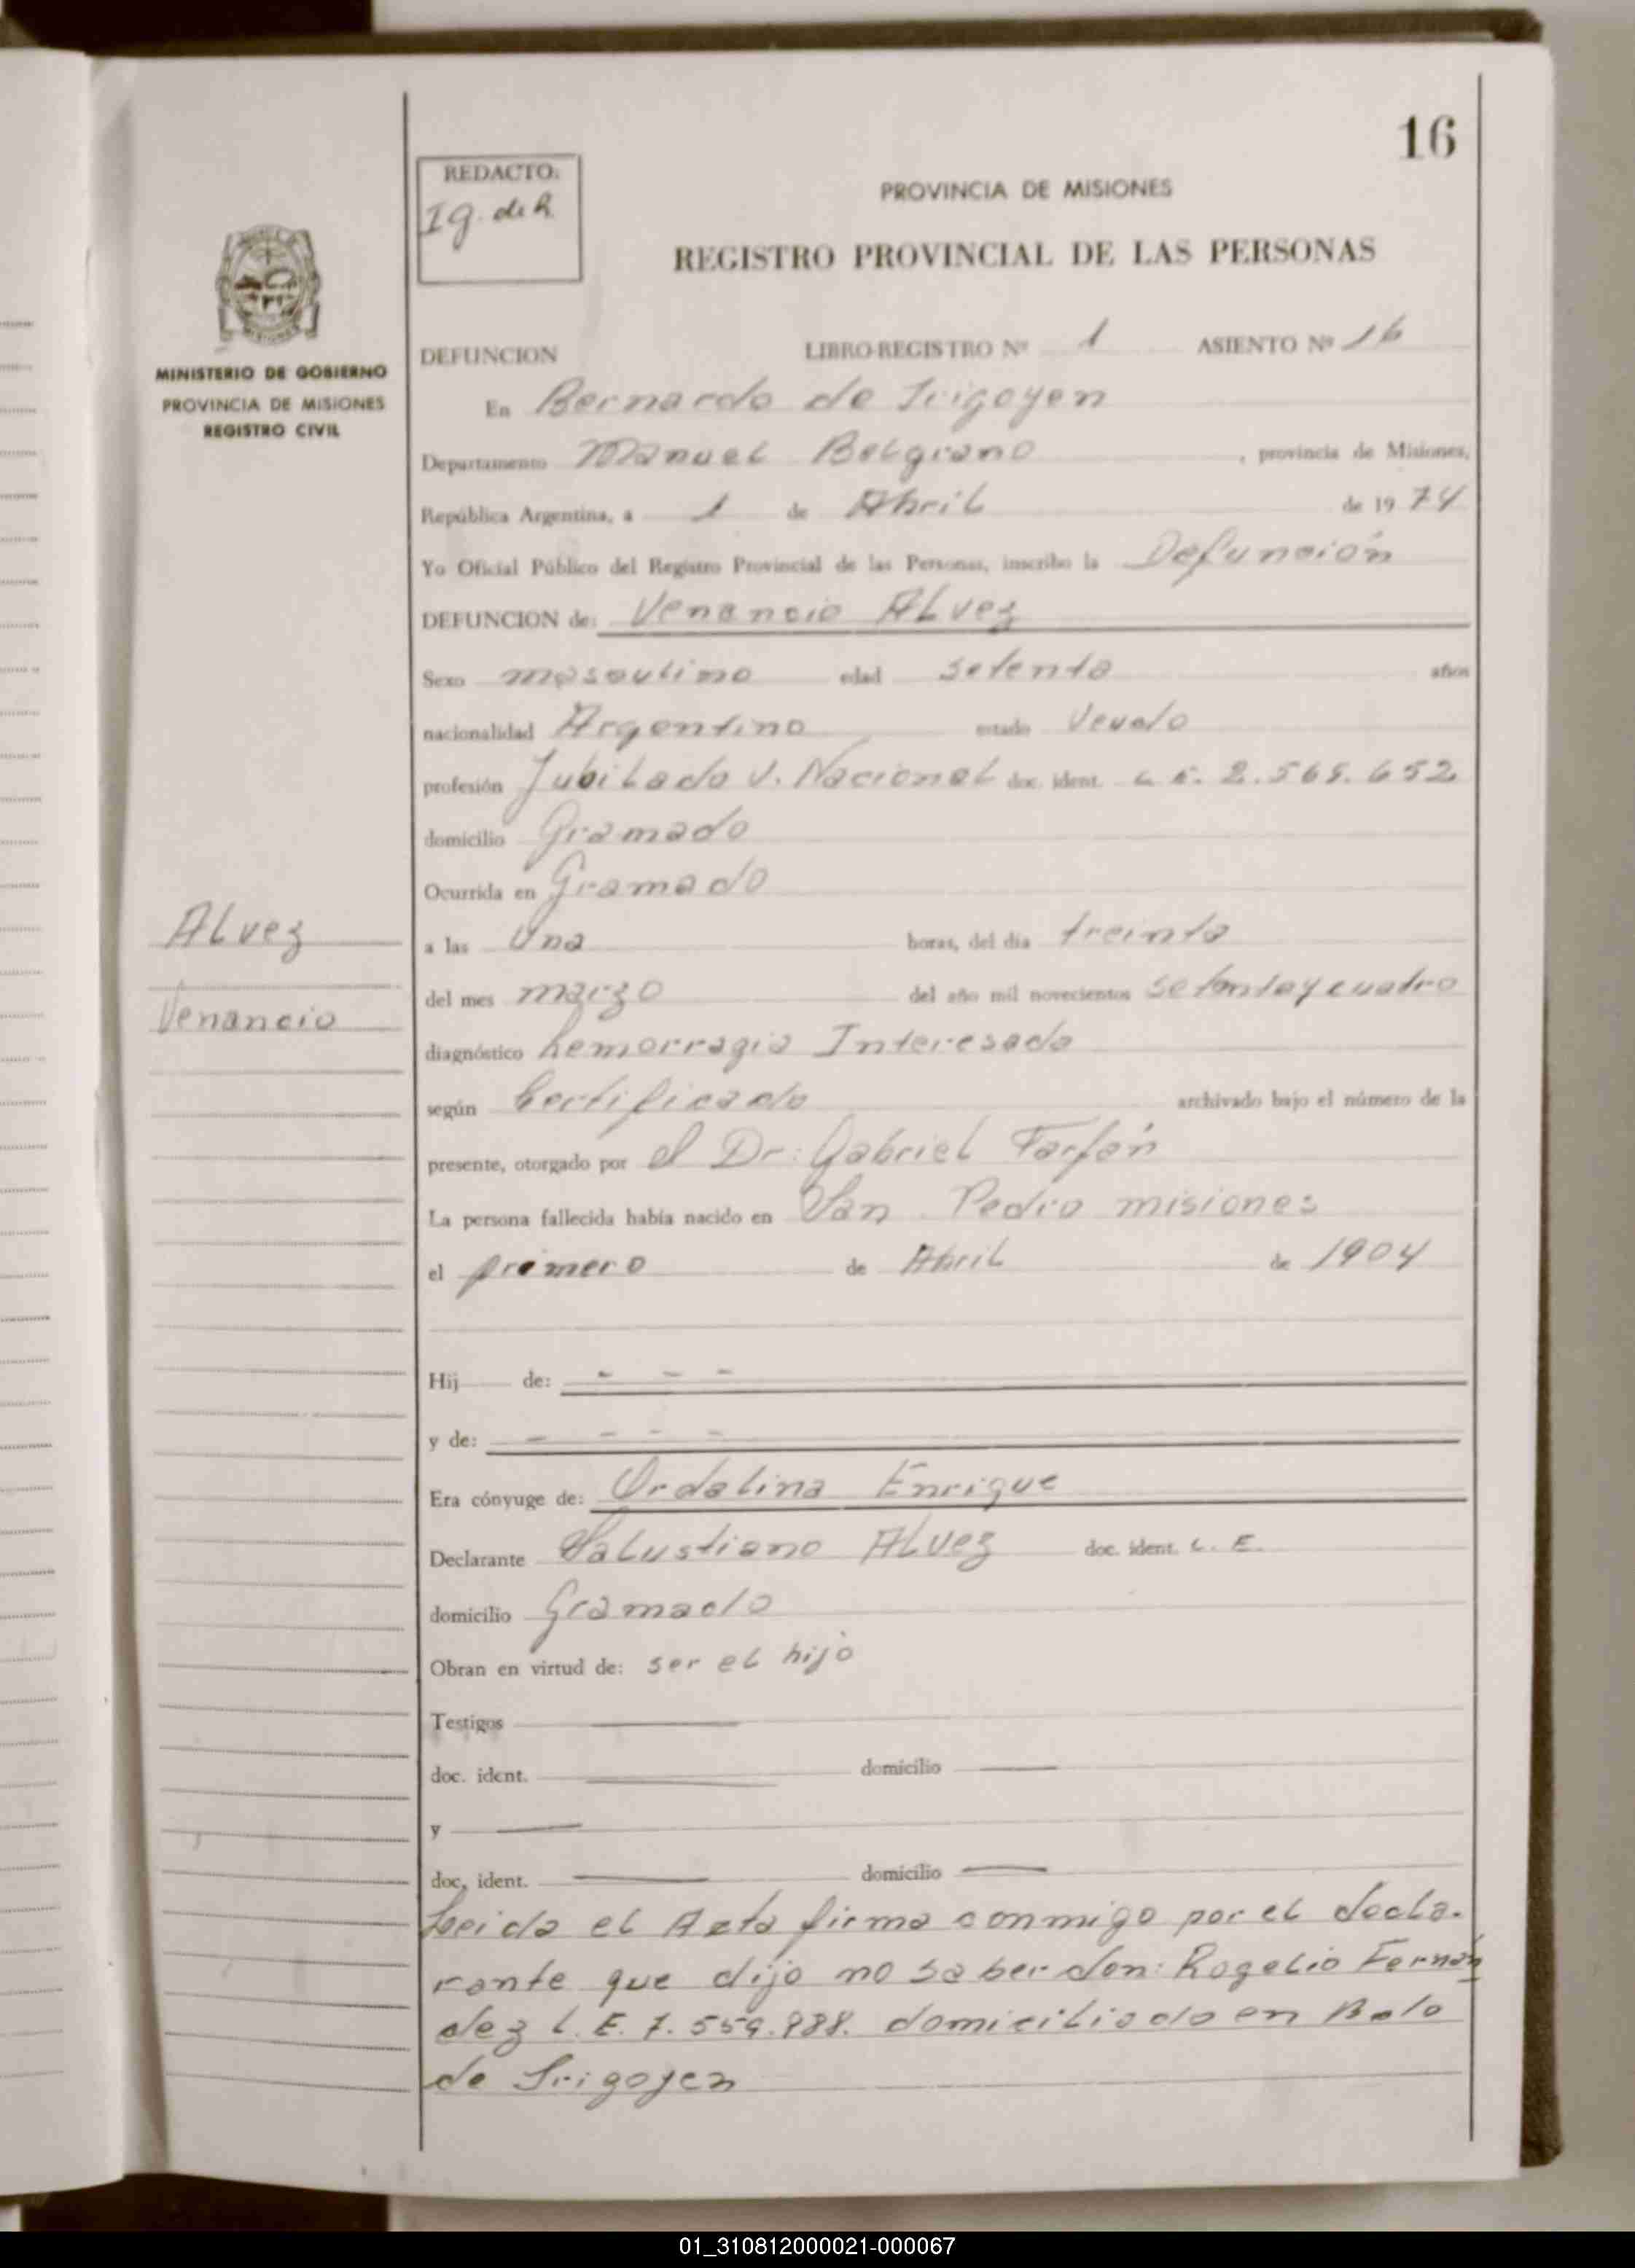 16
REDACTO:
Ig. de R.
PROVINCIA DE MISIONES
REGISTRO PROVINCIAL DE LAS PERSONAS
MINISTERIO DE GOBIERNO
PROVINCIA DE MISIONES
REGISTRO CIVIL
DEFUNCION LIBRO-REGISTRO Nº 1 ASIENTO Nº 16
En Bernardo de Irigoyen
Departamento Manuel Belgrano , provincia de Misiones,
República Argentina, a 1 de Abril de 19 74
Yo Oficial Público del Registro Provincial de las Personas, inscribo la Defunción
DEFUNCION de: Venancio ALvez
Sexo masculino edad setenta años
nacionalidad Argentino estado Veudo
profesión Jubilado V. Nacional doc. ident. L E. 2.565.652
domicilio Gramado
Ocurrida en Gramado
a las Una horas, del día treinta
del mes marzo del año mil novecientos setenta y cuatro
diagnóstico hemorragia Interesada
según Certificado archivado bajo el número de la
presente, otorgado por el Dr: Gabriel Farfán
La persona fallecida había nacido en San Pedro misiones
el primero de Abril de 1904
ALvez
Venancio
Hij de: - - -
y de: - - - -
Era cónyuge de: Ordalina Enrique
Declarante Salustiano ALvez doc. ident. L. E.
domicilio Gramado
Obran en virtud de: ser el hijo
Testigos
doc. ident. domicilio
y
doc, ident. domicilio
Leida el Acta firma conmigo por el decla-
rante que dijo no saber don: Rogelio Fernán
dez L. E. 7.559.988. domiciliado en Bdo
de Irigoyen
01_310812000021-000067